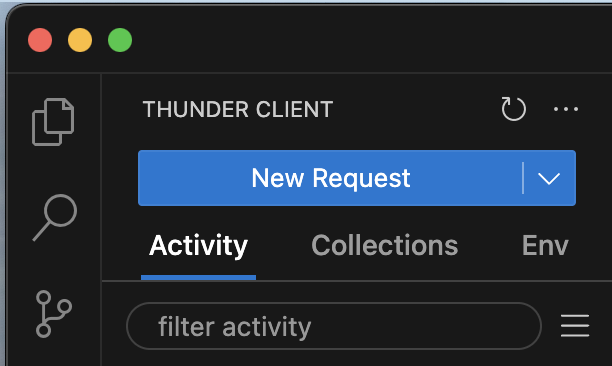 THUNDER CLIENT
New Request
Activity Collections Env
filter activity